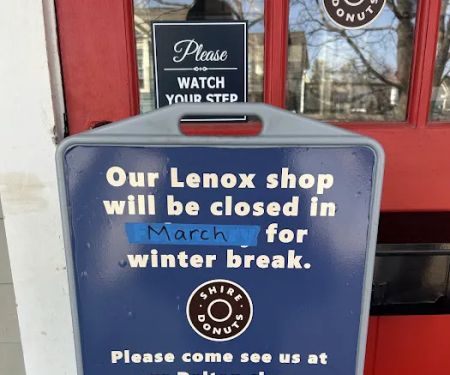 DONUTS
Please
WATCH
YOUR STEP
Our Lenox shop
will be closed in
March for
winter break.
SHIRE
DONUTS
Please come see us at